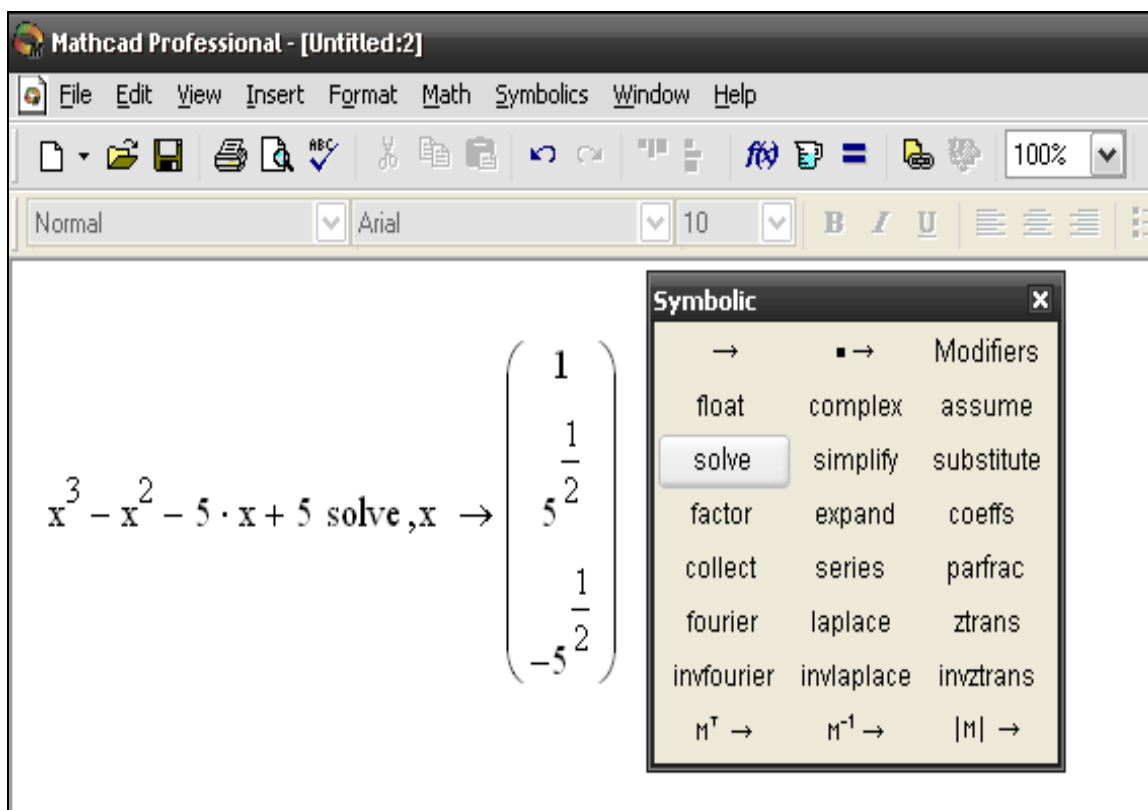 Mathcad Professional - [Untitled:2]
File Edit View Insert Format Math Symbolics Window Help
ABC f(x) = 100%
Normal Arial 10 B I U
Symbolic x
→ ▪ → Modifiers
float complex assume
solve simplify substitute
factor expand coeffs
collect series parfrac
fourier laplace ztrans
invfourier invlaplace invztrans
Mᵀ → M⁻¹ → |M| →
x³ − x² − 5 · x + 5 solve ,x →
1
5^(1/2)
−5^(1/2)